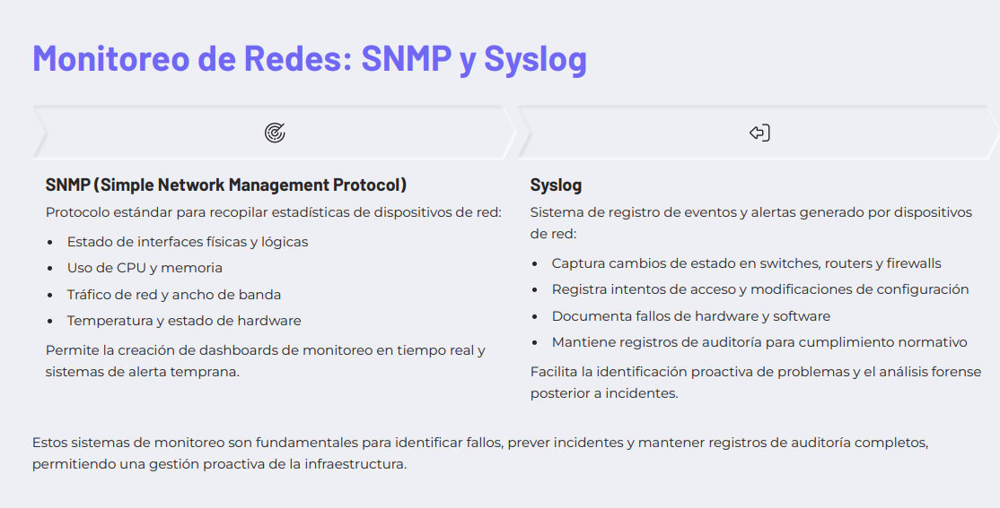 Monitoreo de Redes: SNMP y Syslog
SNMP (Simple Network Management Protocol)
Protocolo estándar para recopilar estadísticas de dispositivos de red:
• Estado de interfaces físicas y lógicas
• Uso de CPU y memoria
• Tráfico de red y ancho de banda
• Temperatura y estado de hardware
Permite la creación de dashboards de monitoreo en tiempo real y
sistemas de alerta temprana.
Syslog
Sistema de registro de eventos y alertas generado por dispositivos
de red:
• Captura cambios de estado en switches, routers y firewalls
• Registra intentos de acceso y modificaciones de configuración
• Documenta fallos de hardware y software
• Mantiene registros de auditoría para cumplimiento normativo
Facilita la identificación proactiva de problemas y el análisis forense
posterior a incidentes.
Estos sistemas de monitoreo son fundamentales para identificar fallos, prever incidentes y mantener registros de auditoría completos,
permitiendo una gestión proactiva de la infraestructura.